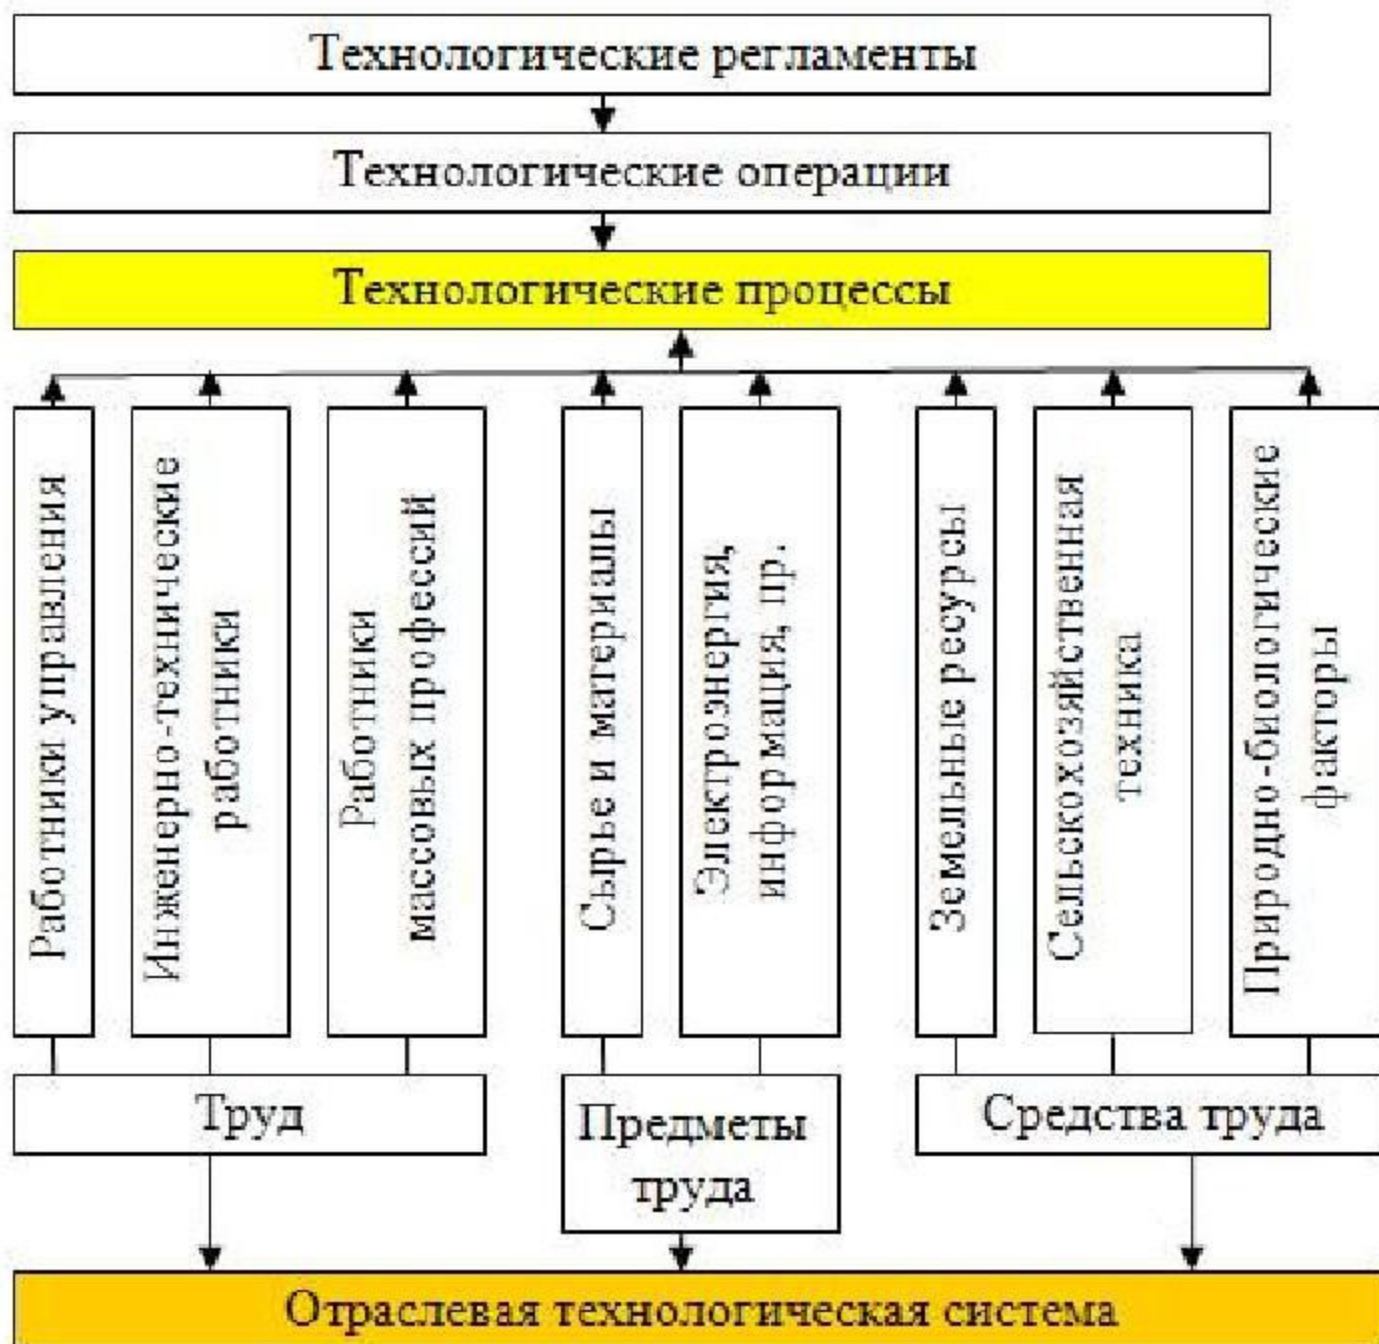 Технологические регламенты
Технологические операции
Технологические процессы
Работники управления
Инженерно-технические
работники
Работники
массовых профессий
Сырье и материалы
Электроэнергия,
информация, пр.
Земельные ресурсы
Сельскохозяйственная
техника
Природно-биологические
факторы
Труд
Предметы
труда
Средства труда
Отраслевая технологическая система